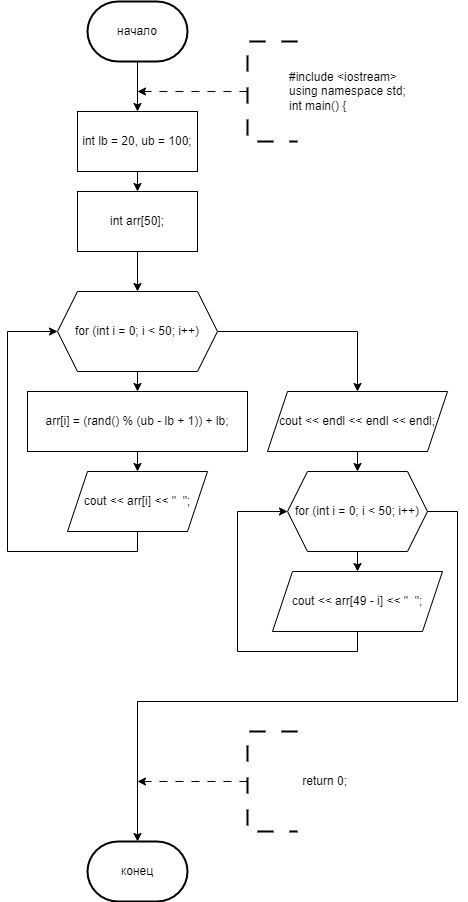 начало
#include <iostream>
using namespace std;
int main() {
int lb = 20, ub = 100;
int arr[50];
for (int i = 0; i < 50; i++)
arr[i] = (rand() % (ub - lb + 1)) + lb;
cout << arr[i] << "  ";
cout << endl << endl << endl;
for (int i = 0; i < 50; i++)
cout << arr[49 - i] << "  ";
return 0;
конец